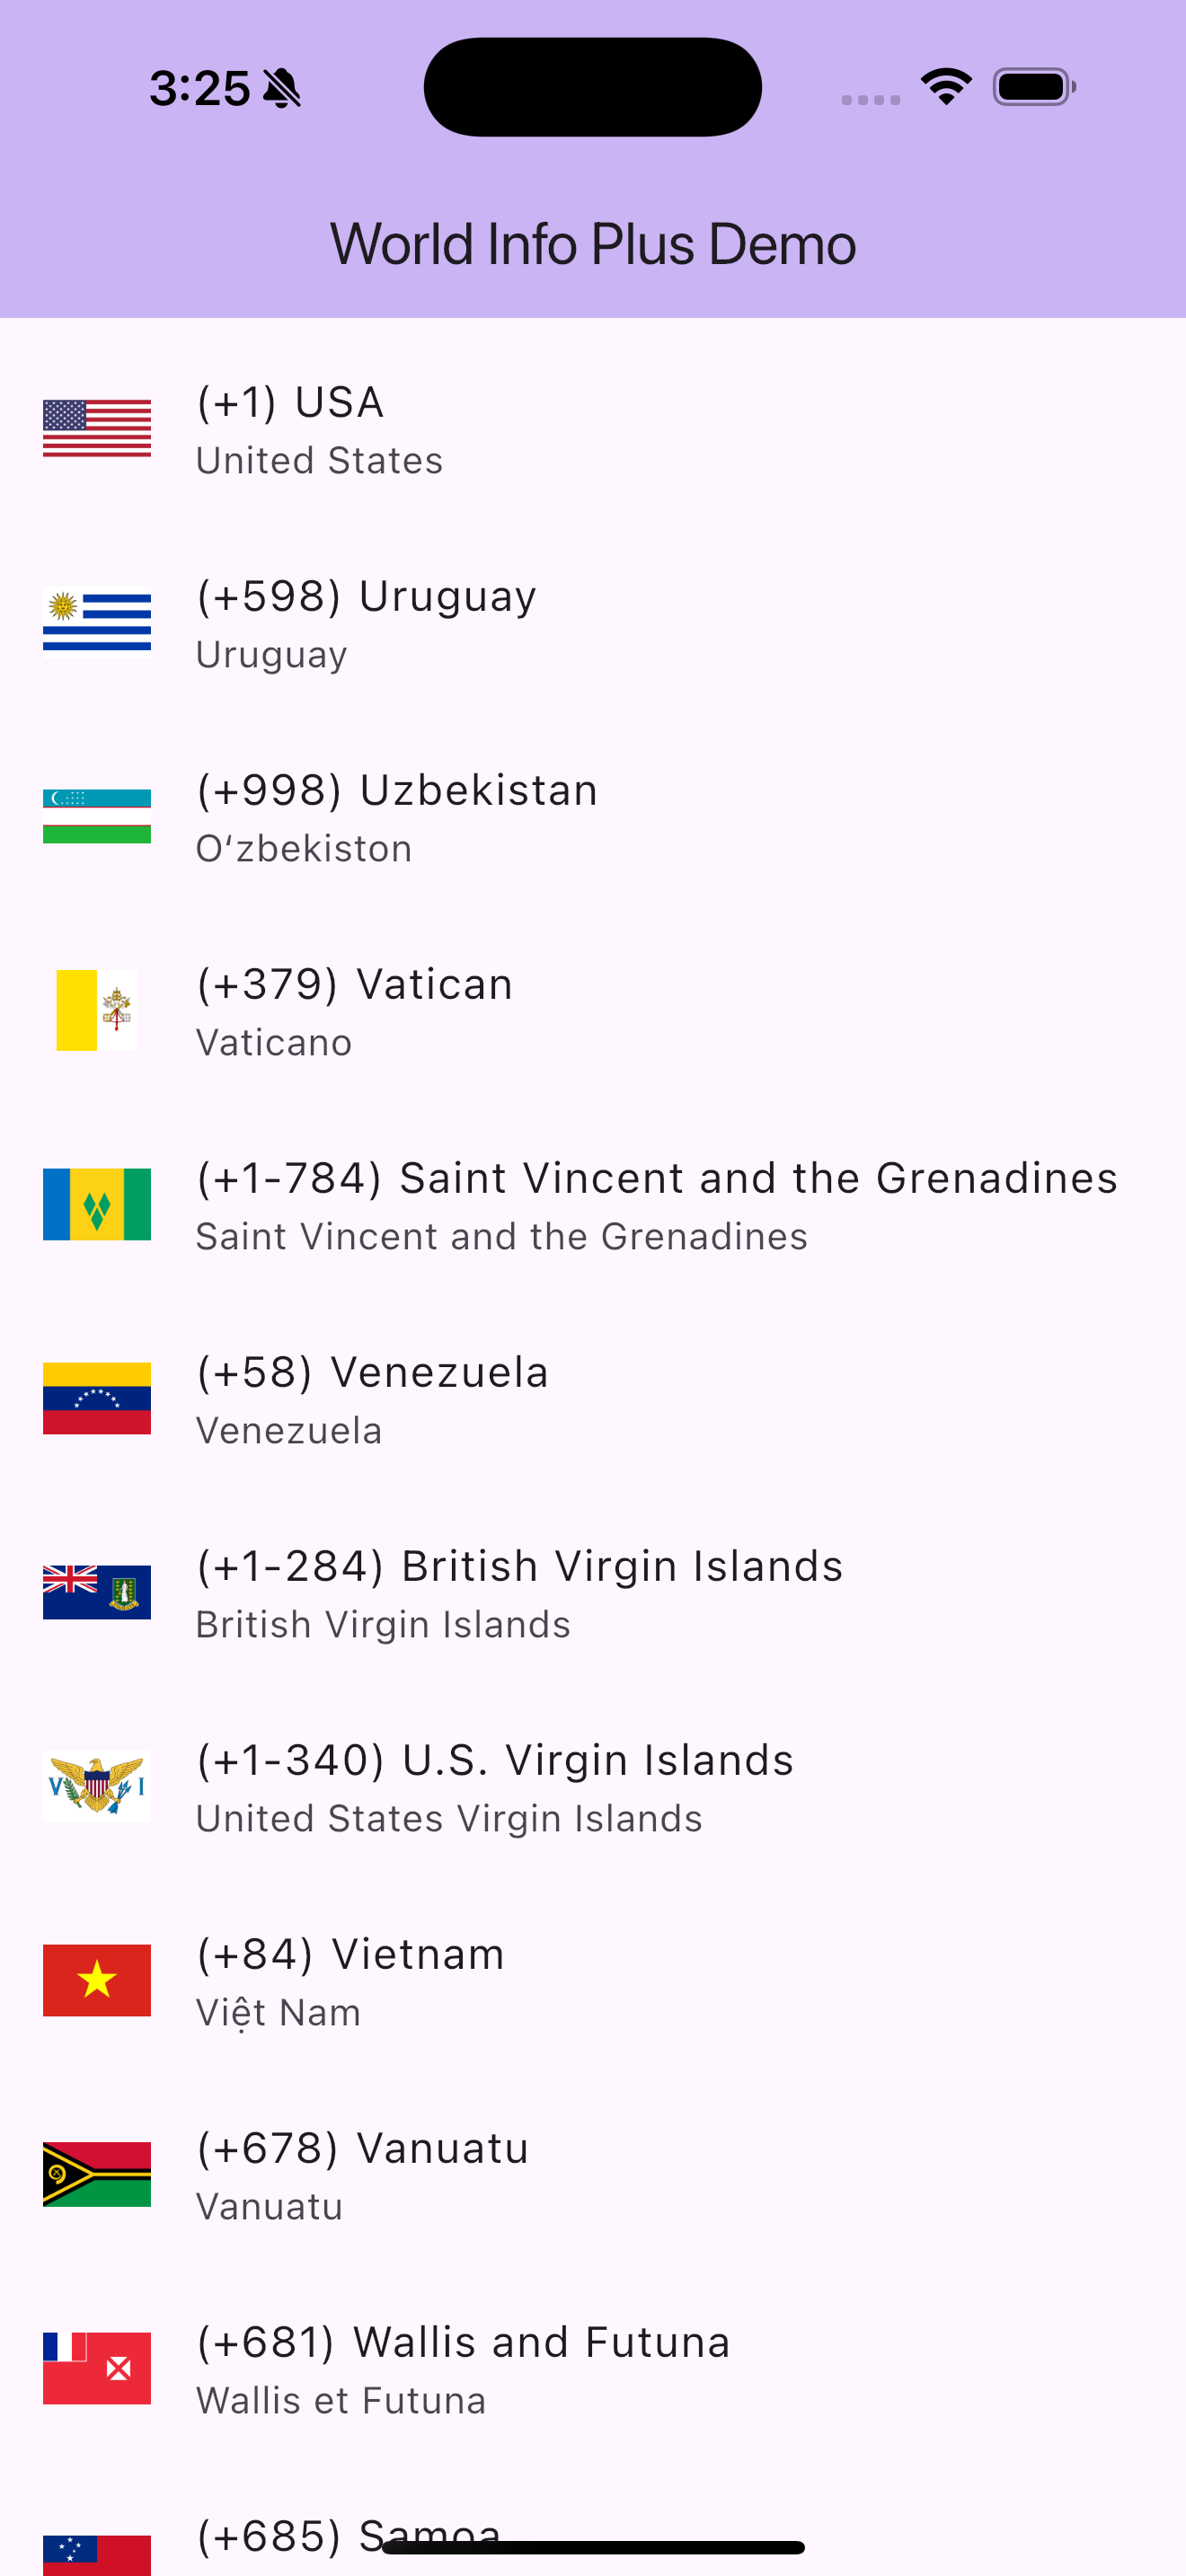 3:25
World Info Plus Demo
(+1) USA
United States
(+598) Uruguay
Uruguay
(+998) Uzbekistan
Oʻzbekiston
(+379) Vatican
Vaticano
(+1-784) Saint Vincent and the Grenadines
Saint Vincent and the Grenadines
(+58) Venezuela
Venezuela
(+1-284) British Virgin Islands
British Virgin Islands
V I
(+1-340) U.S. Virgin Islands
United States Virgin Islands
(+84) Vietnam
Việt Nam
(+678) Vanuatu
Vanuatu
(+681) Wallis and Futuna
Wallis et Futuna
(+685) Samoa